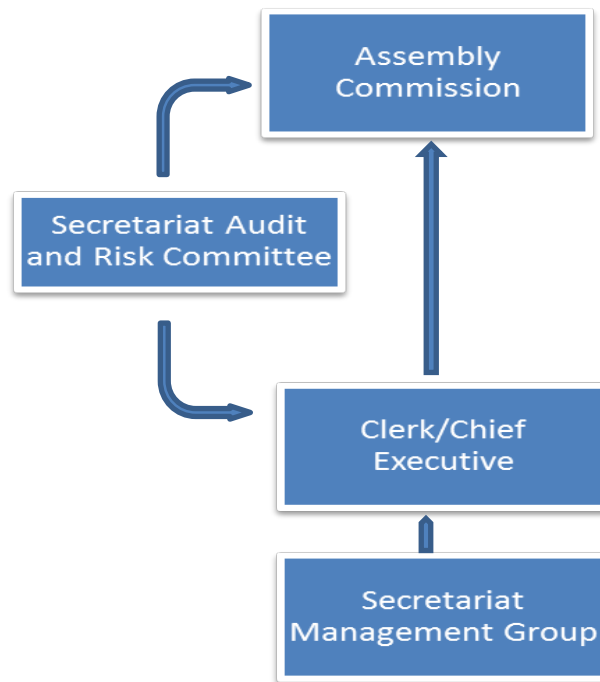 Assembly
Commission
Secretariat Audit
and Risk Committee
Clerk/Chief
Executive
Secretariat
Management Group